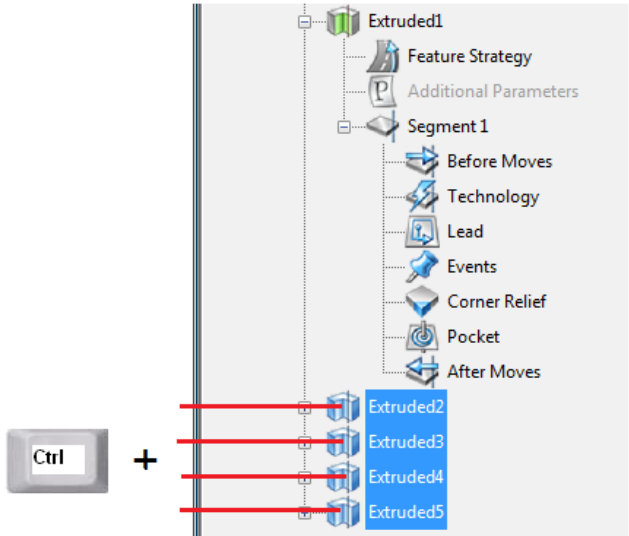 Extruded1
Feature Strategy
P Additional Parameters
Segment 1
Before Moves
Technology
Lead
Events
Corner Relief
Pocket
After Moves
Extruded2
Extruded3
Ctrl + Extruded4
Extruded5